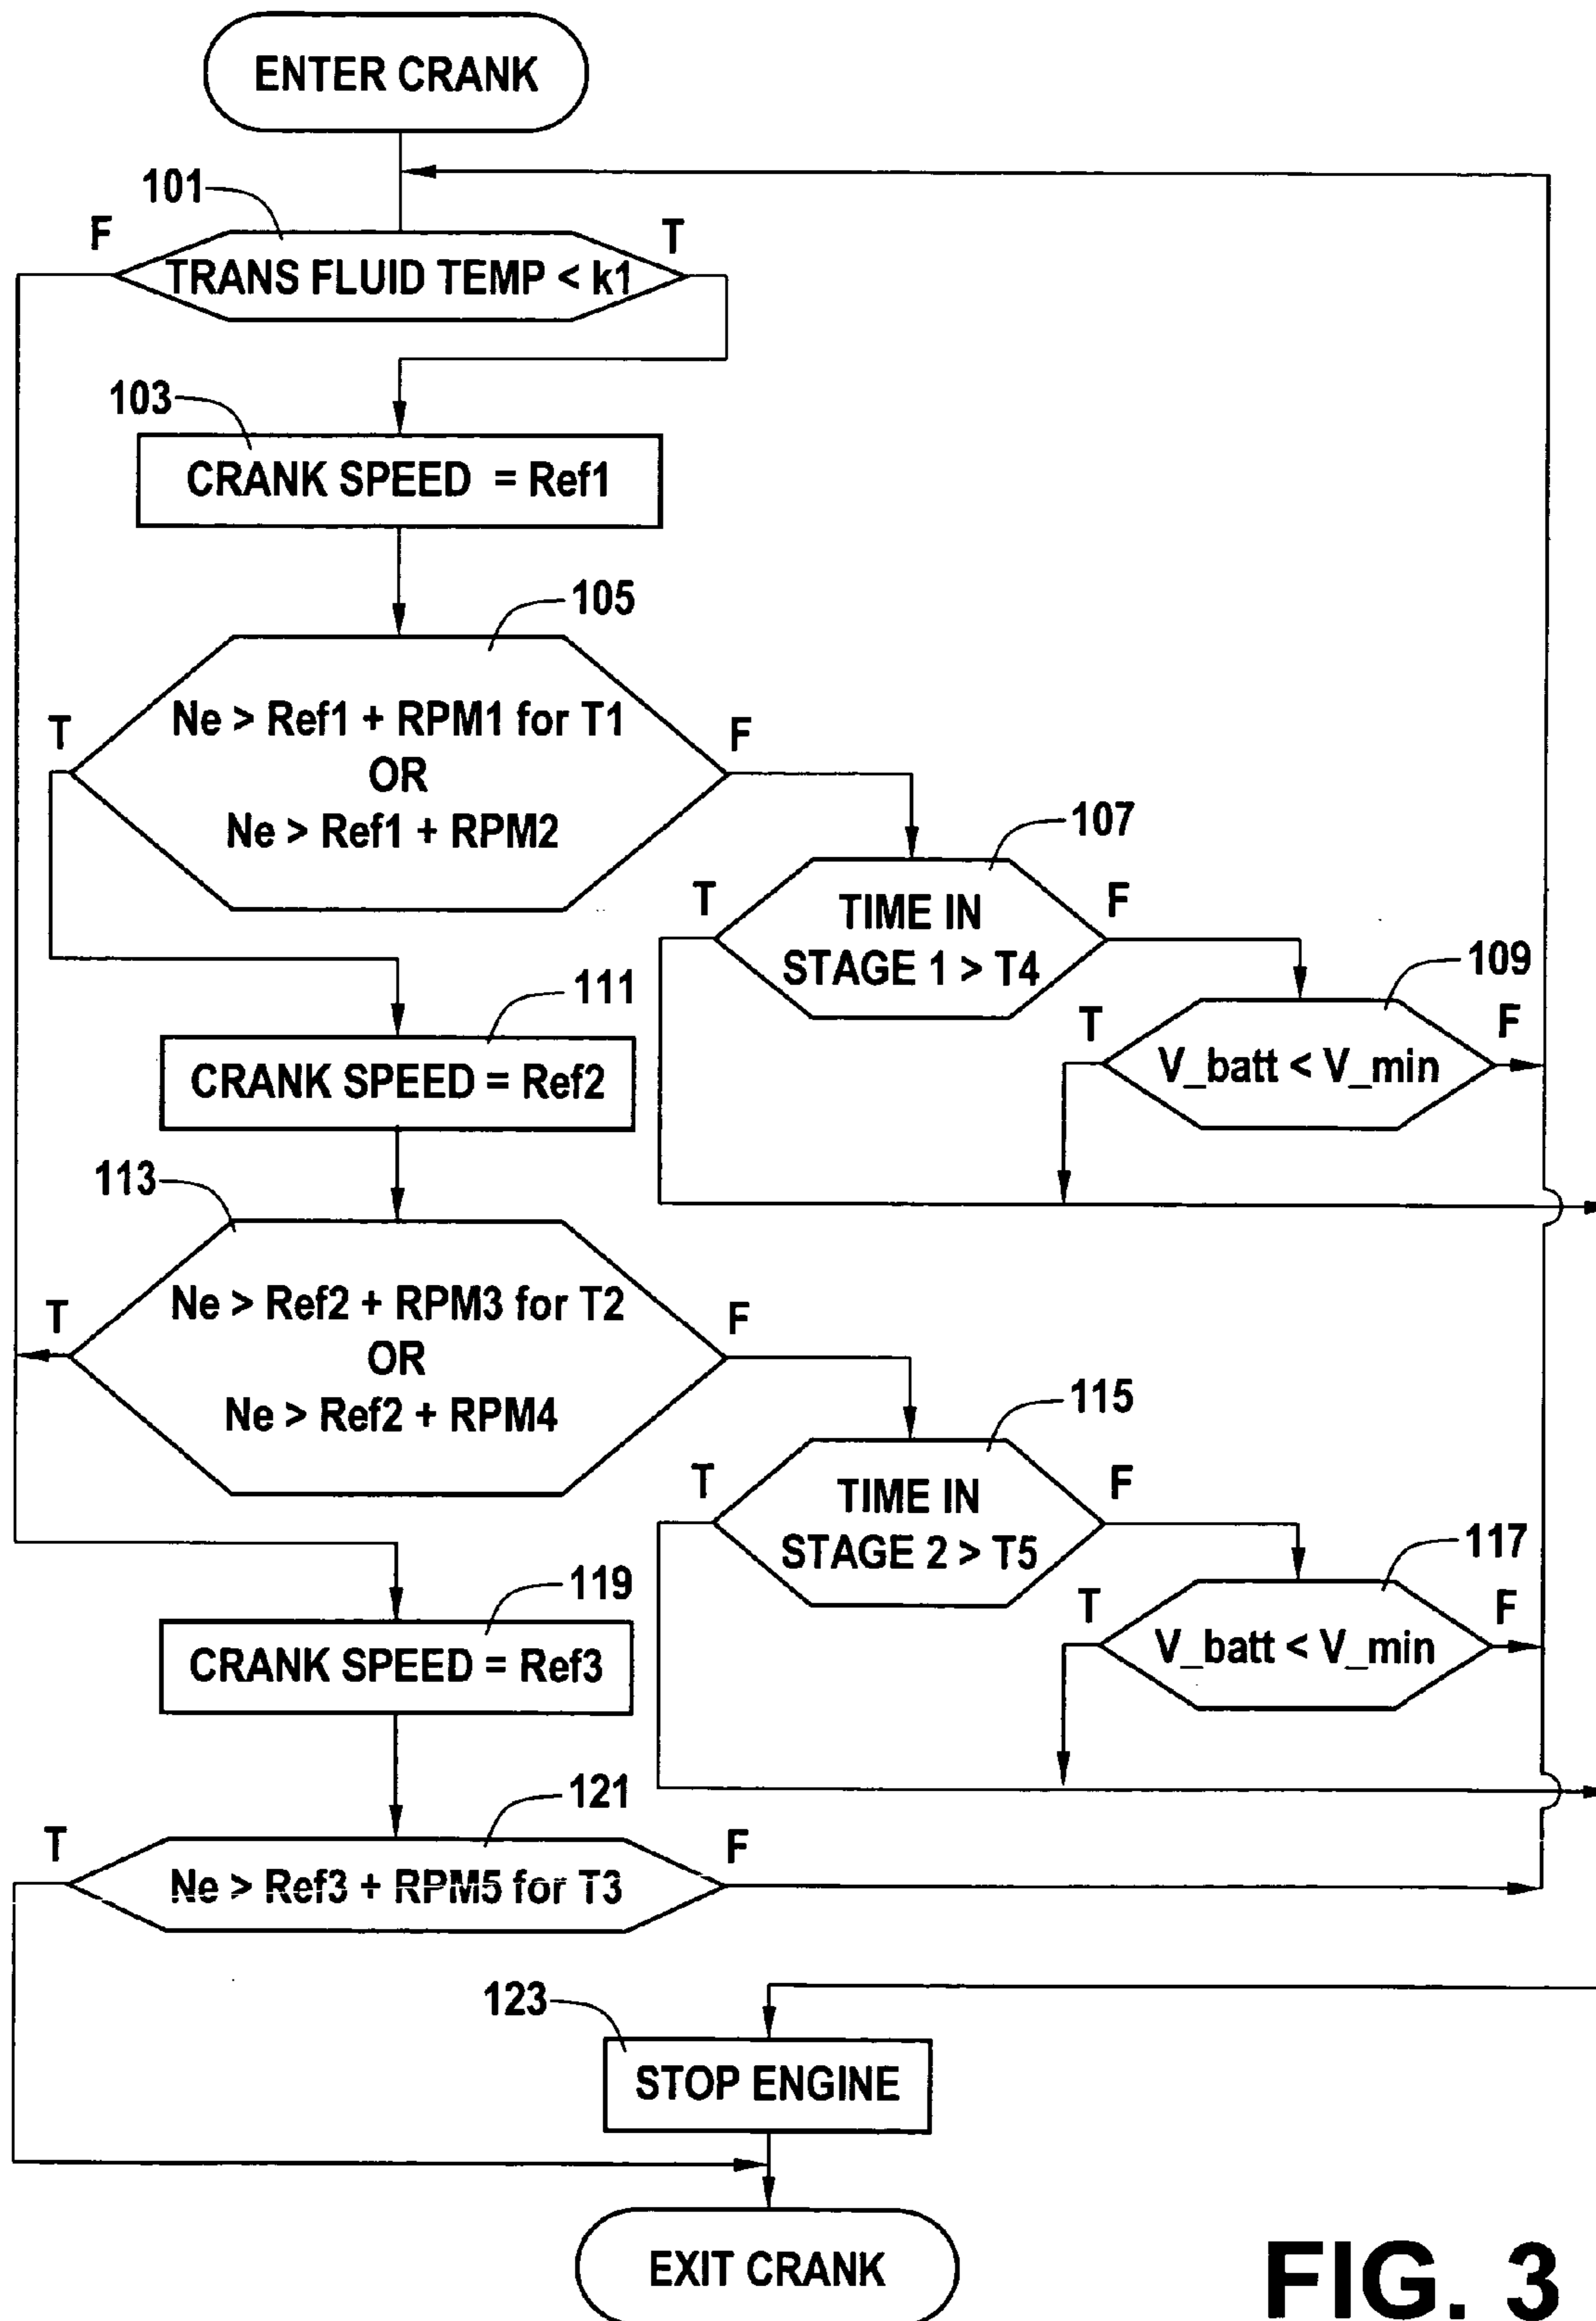 ENTER CRANK
101
F
T
TRANS FLUID TEMP < k1
103
CRANK SPEED = Ref1
105
T
Ne > Ref1 + RPM1 for T1
OR
Ne > Ref1 + RPM2
F
107
T
TIME IN
STAGE 1 > T4
F
109
T
V_batt < V_min
F
111
CRANK SPEED = Ref2
113
T
Ne > Ref2 + RPM3 for T2
OR
Ne > Ref2 + RPM4
F
115
T
TIME IN
STAGE 2 > T5
F
117
T
V_batt < V_min
F
119
CRANK SPEED = Ref3
121
T
Ne > Ref3 + RPM5 for T3
F
123
STOP ENGINE
EXIT CRANK
FIG. 3